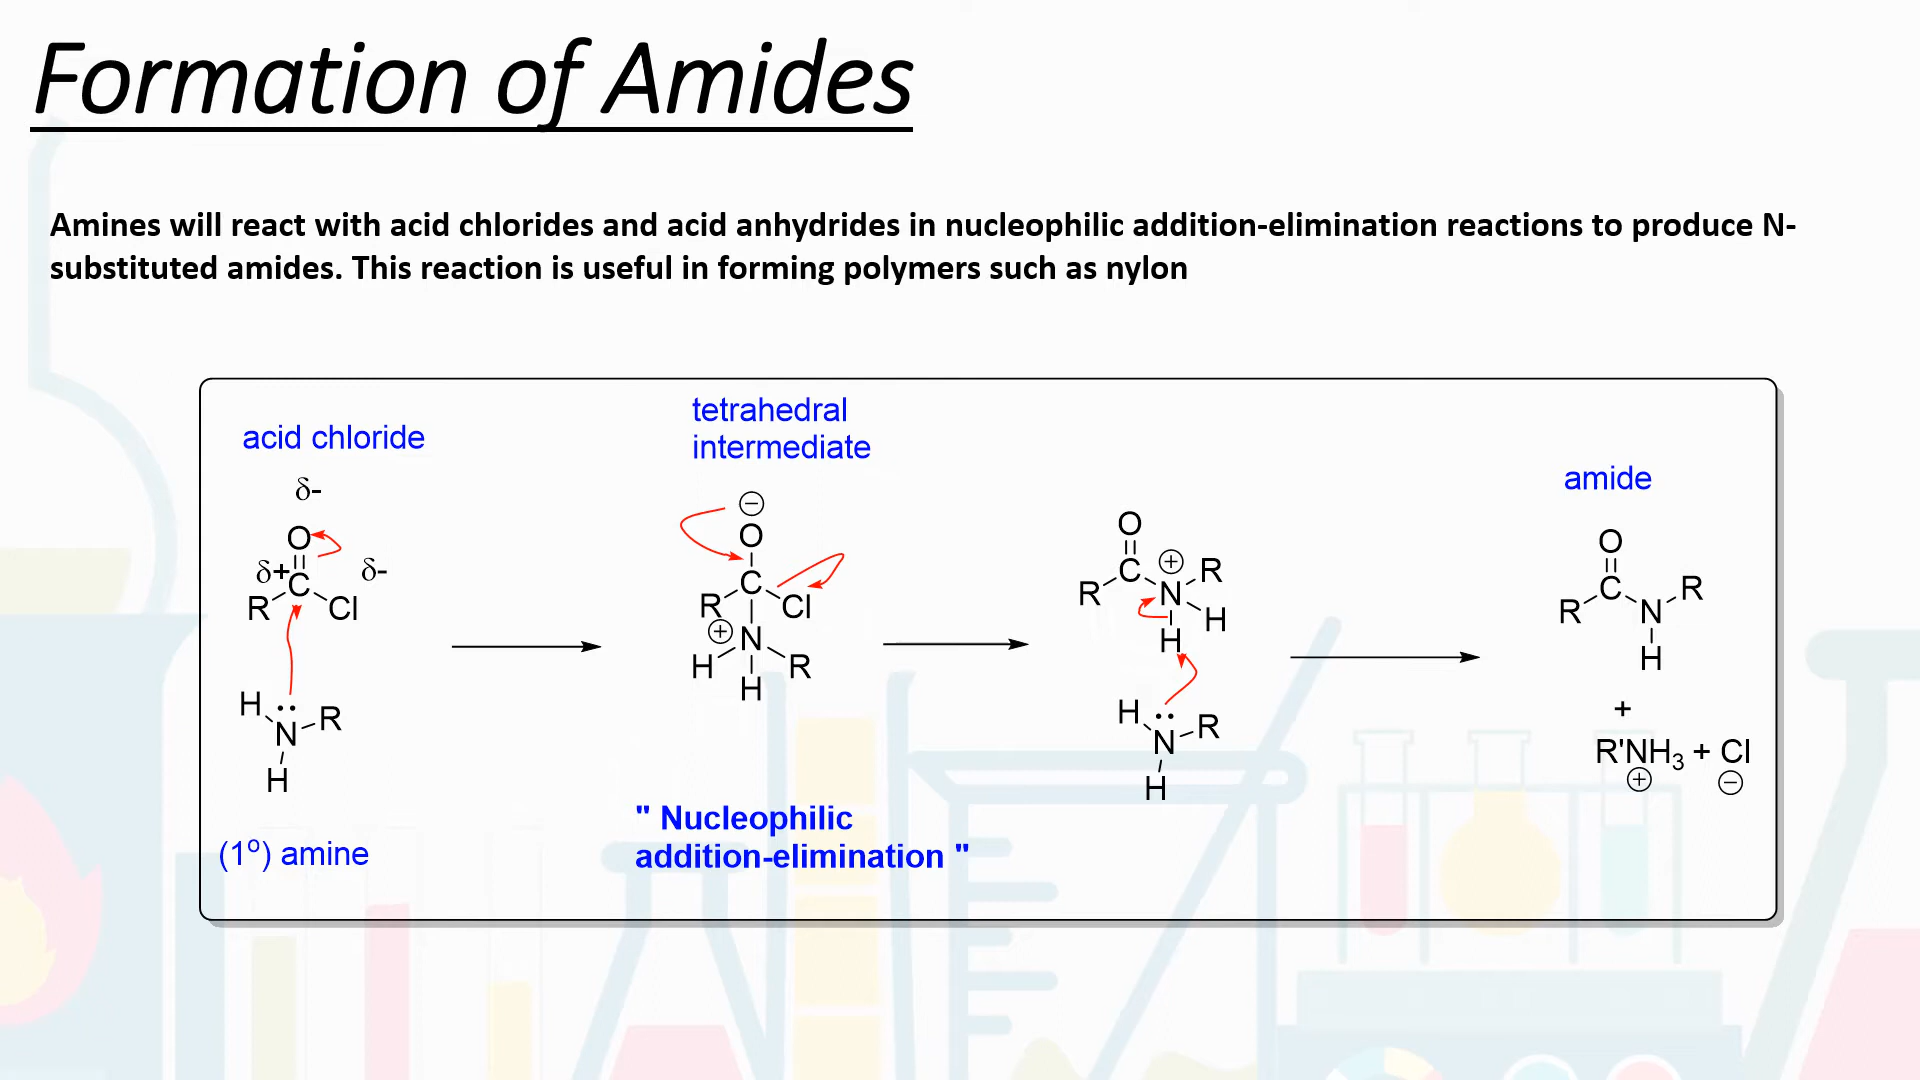 Formation of Amides
Amines will react with acid chlorides and acid anhydrides in nucleophilic addition-elimination reactions to produce N-
substituted amides. This reaction is useful in forming polymers such as nylon
acid chloride
δ-
O
δ+ C δ-
R Cl
H N R
H
(1º) amine
tetrahedral
intermediate
⊖
O
C
R Cl
⊕ N
H H R
" Nucleophilic
addition-elimination "
O
C ⊕ R
R N H
H
H N R
H
amide
O
C R
R N
H
+
R'NH₃ + Cl
⊕ ⊖